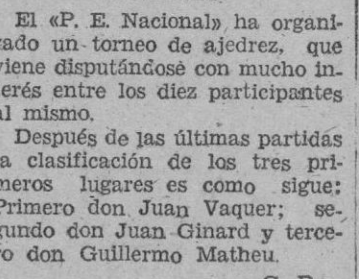 El «P. E. Nacional» ha organi-
zado un torneo de ajedrez, que
viene disputándose con mucho in-
terés entre los diez participantes
al mismo.
Después de las últimas partidas
la clasificación de los tres pri-
meros lugares es como sigue:
Primero don Juan Vaquer; se-
gundo don Juan Ginard y terce-
ro don Guillermo Matheu.